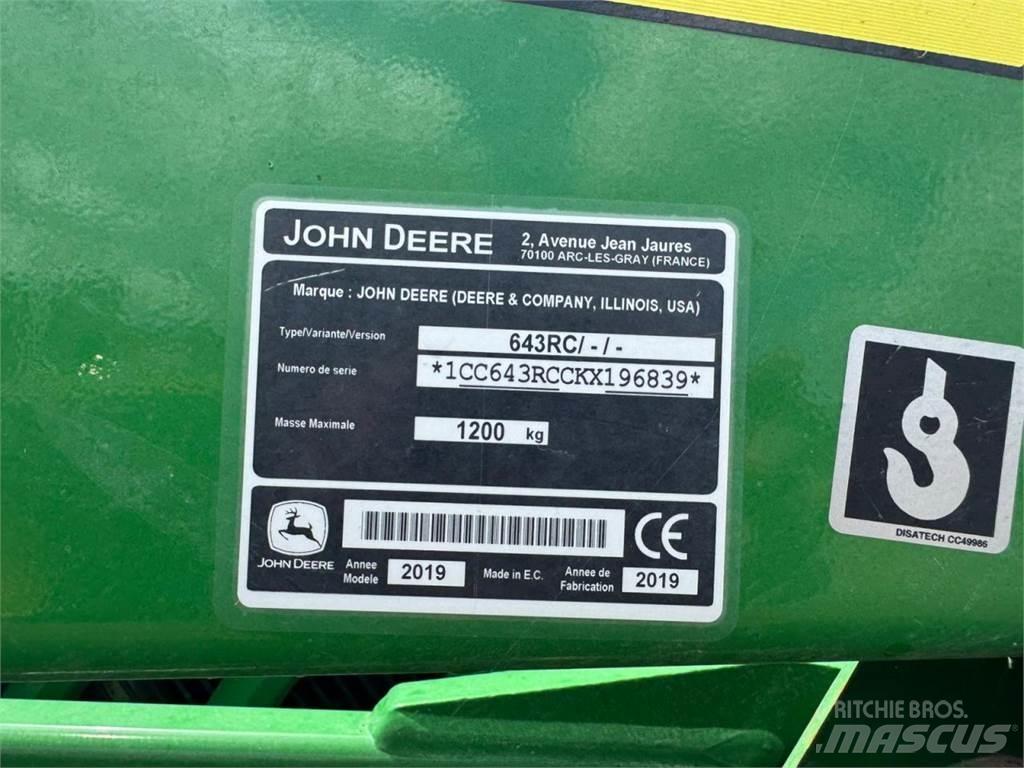 JOHN DEERE
2, Avenue Jean Jaures
70100 ARC-LES-GRAY (FRANCE)
Marque : JOHN DEERE (DEERE & COMPANY, ILLINOIS, USA)
Type/Variante/Version 643RC/ - / -
Numero de serie *1CC643RCCKX196839*
Masse Maximale 1200 kg
JOHN DEERE
Annee Modele 2019
Made in E.C.
Annee de Fabrication 2019
CE
DISATECH CC49986
RITCHIE BROS.
MASCUS